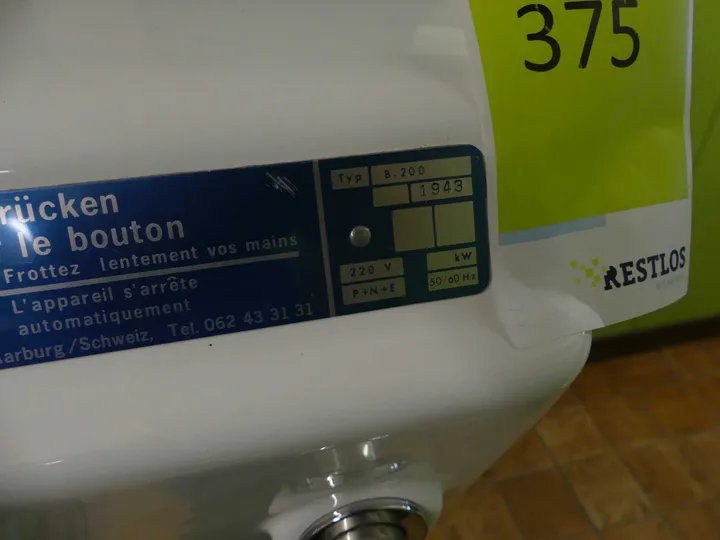 375
rücken
le bouton
Frottez lentement vos mains
L'appareil s'arrête
automatiquement
Aarburg/Schweiz, Tel. 062 43 31 31
Typ B.200
1943
220 V kW
P+N+E 50/60 Hz
RESTLOS